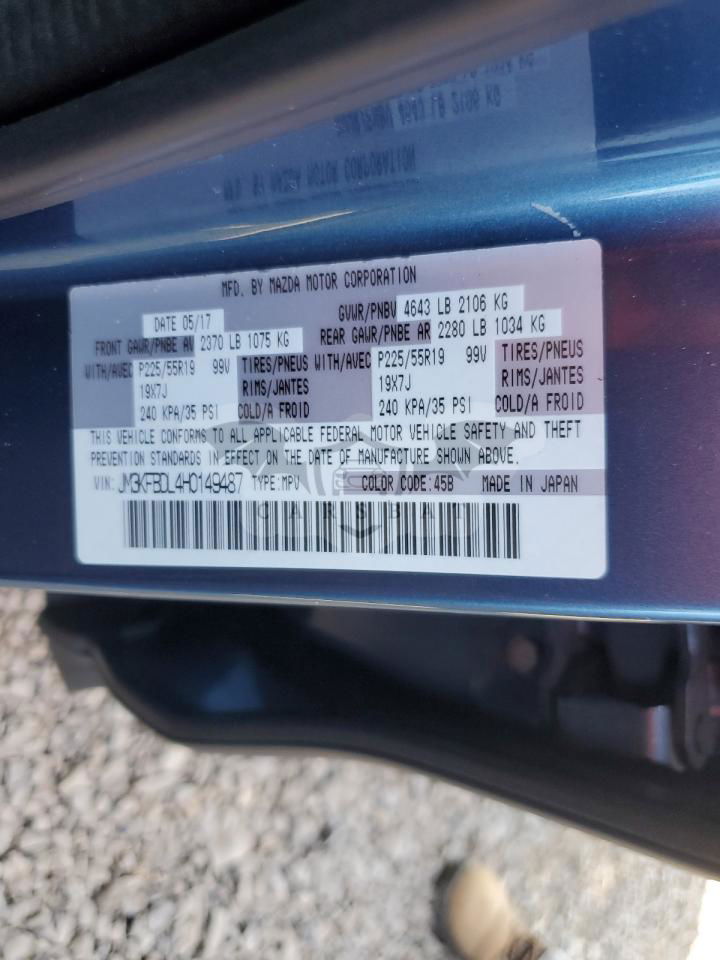 MFD. BY MAZDA MOTOR CORPORATION
DATE 05/17 GVWR/PNBV 4643 LB 2106 KG
FRONT GAWR/PNBE AV 2370 LB 1075 KG REAR GAWR/PNBE AR 2280 LB 1034 KG
WITH/AVEC P225/55R19 99V TIRES/PNEUS WITH/AVEC P225/55R19 99V TIRES/PNEUS
19X7J RIMS/JANTES 19X7J RIMS/JANTES
240 KPA/35 PSI COLD/A FROID 240 KPA/35 PSI COLD/A FROID
THIS VEHICLE CONFORMS TO ALL APPLICABLE FEDERAL MOTOR VEHICLE SAFETY AND THEFT
PREVENTION STANDARDS IN EFFECT ON THE DATE OF MANUFACTURE SHOWN ABOVE.
VIN: JM3KFBDL4H0149487 TYPE: MPV COLOR CODE: 45B MADE IN JAPAN
CARSBAT